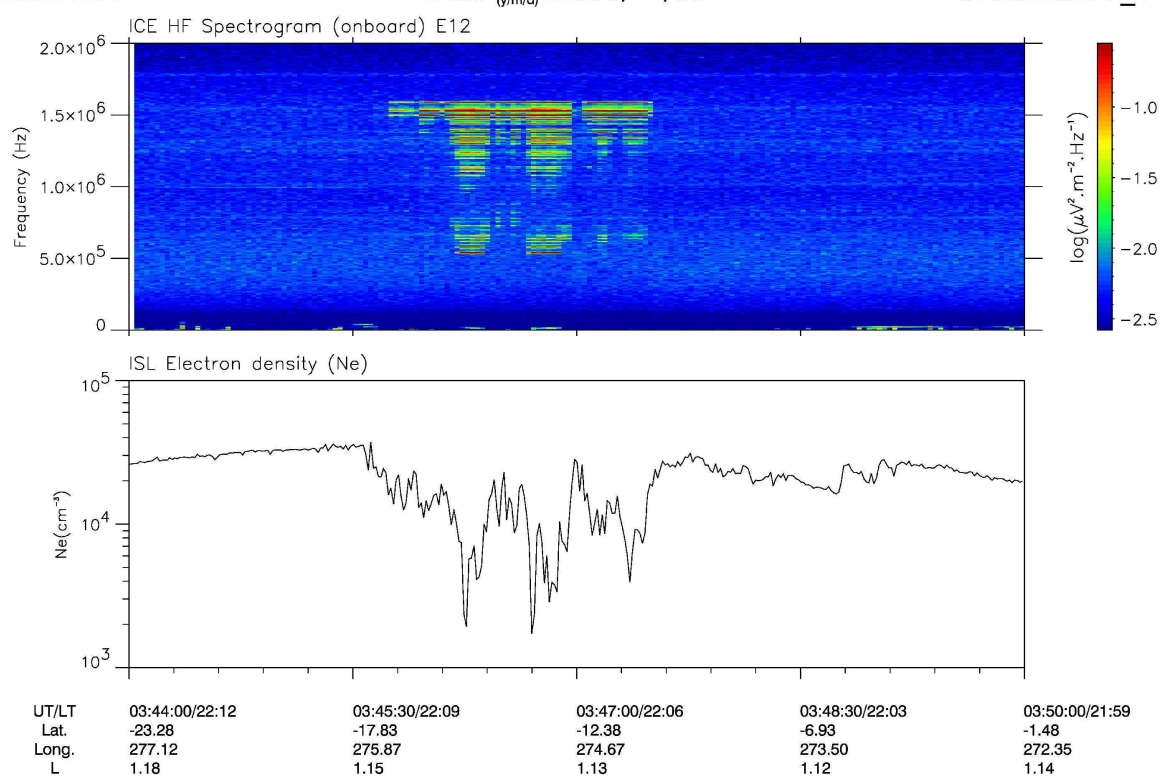 (y/m/d)
ICE HF Spectrogram (onboard) E12
2.0×10⁶
1.5×10⁶
1.0×10⁶
5.0×10⁵
0
Frequency (Hz)
−1.0
−1.5
−2.0
−2.5
log(μV².m⁻².Hz⁻¹)
ISL Electron density (Ne)
10⁵
10⁴
10³
Ne(cm⁻³)
UT/LT 03:44:00/22:12 03:45:30/22:09 03:47:00/22:06 03:48:30/22:03 03:50:00/21:59
Lat. -23.28 -17.83 -12.38 -6.93 -1.48
Long. 277.12 275.87 274.67 273.50 272.35
L 1.18 1.15 1.13 1.12 1.14